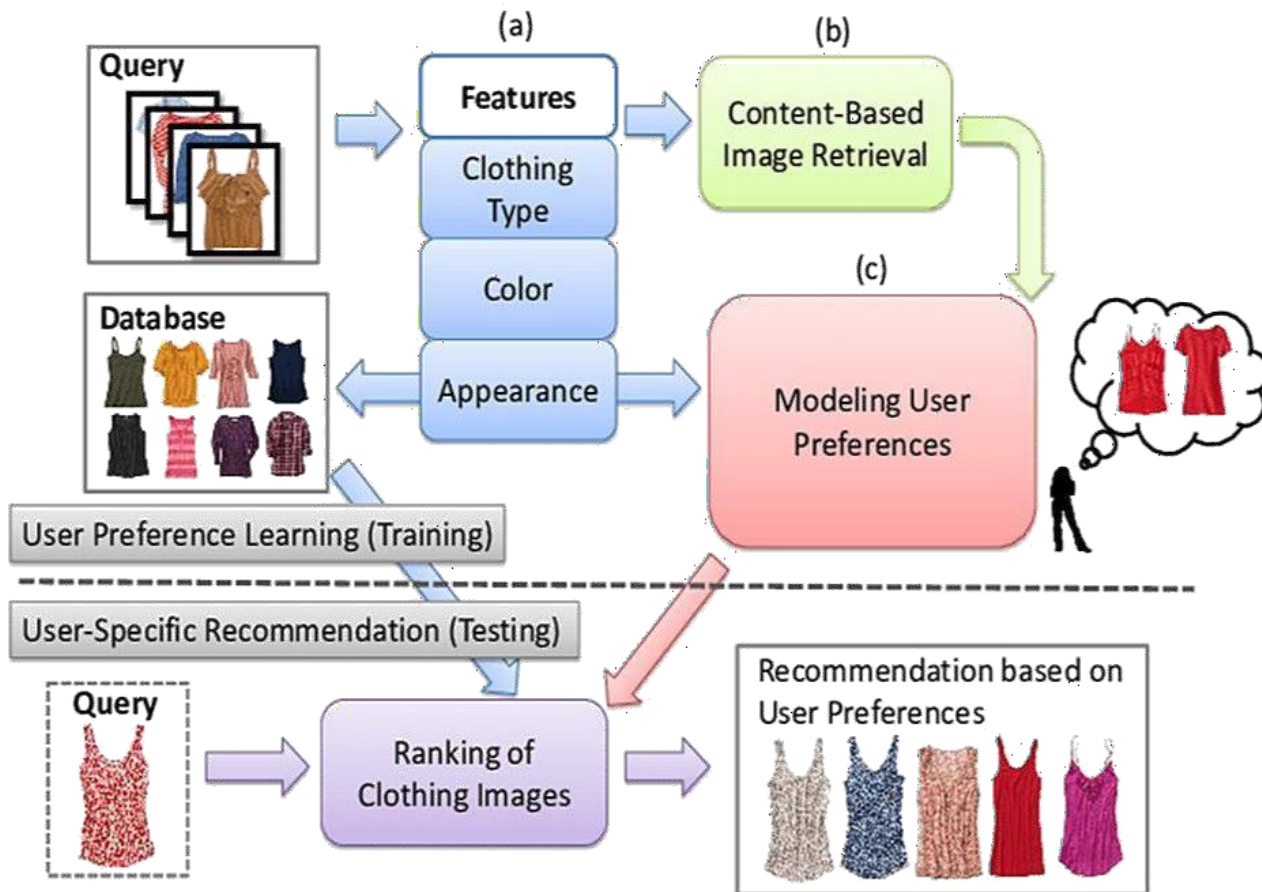 (a)
(b)
Query
Features
Content-Based
Image Retrieval
Clothing
Type
(c)
Color
Database
Appearance
Modeling User
Preferences
User Preference Learning (Training)
User-Specific Recommendation (Testing)
Query
Ranking of
Clothing Images
Recommendation based on
User Preferences